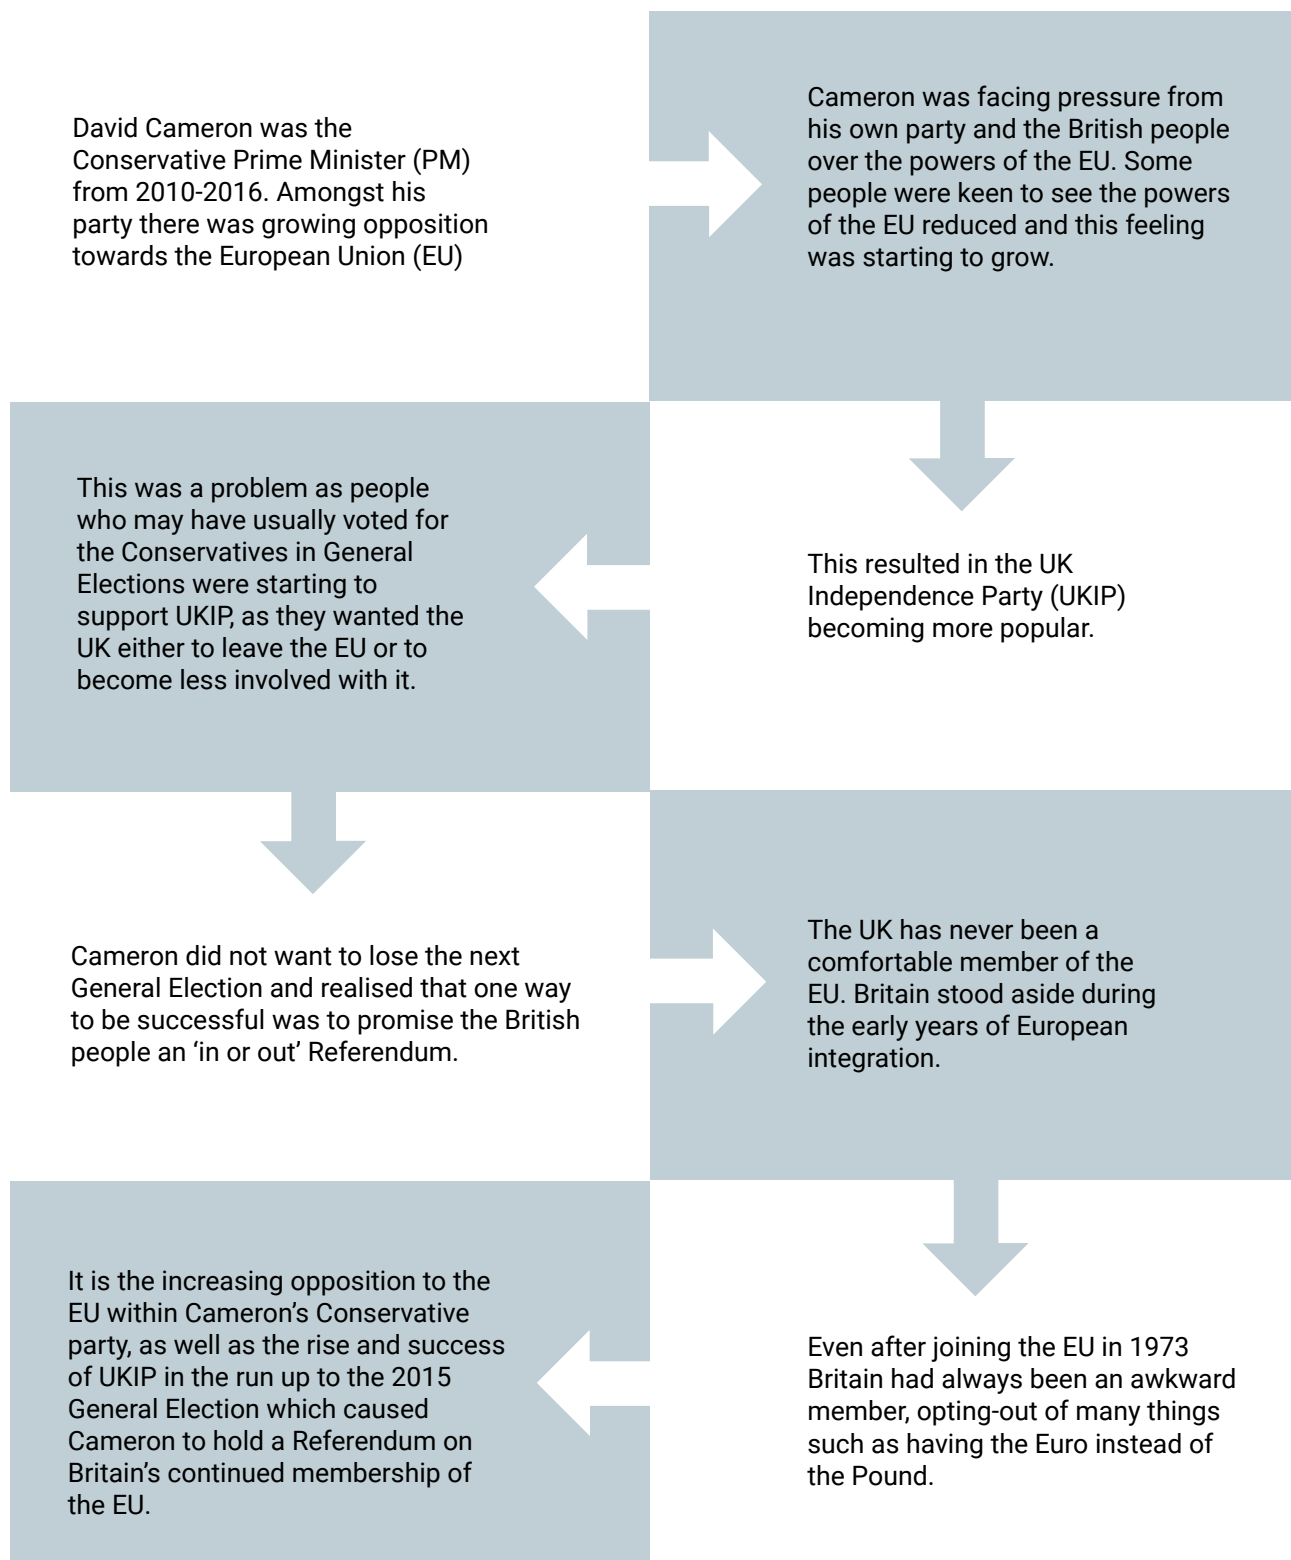 David Cameron was the
Conservative Prime Minister (PM)
from 2010-2016. Amongst his
party there was growing opposition
towards the European Union (EU)
Cameron was facing pressure from
his own party and the British people
over the powers of the EU. Some
people were keen to see the powers
of the EU reduced and this feeling
was starting to grow.
This resulted in the UK
Independence Party (UKIP)
becoming more popular.
This was a problem as people
who may have usually voted for
the Conservatives in General
Elections were starting to
support UKIP, as they wanted the
UK either to leave the EU or to
become less involved with it.
Cameron did not want to lose the next
General Election and realised that one way
to be successful was to promise the British
people an ‘in or out’ Referendum.
The UK has never been a
comfortable member of the
EU. Britain stood aside during
the early years of European
integration.
Even after joining the EU in 1973
Britain had always been an awkward
member, opting-out of many things
such as having the Euro instead of
the Pound.
It is the increasing opposition to the
EU within Cameron’s Conservative
party, as well as the rise and success
of UKIP in the run up to the 2015
General Election which caused
Cameron to hold a Referendum on
Britain’s continued membership of
the EU.